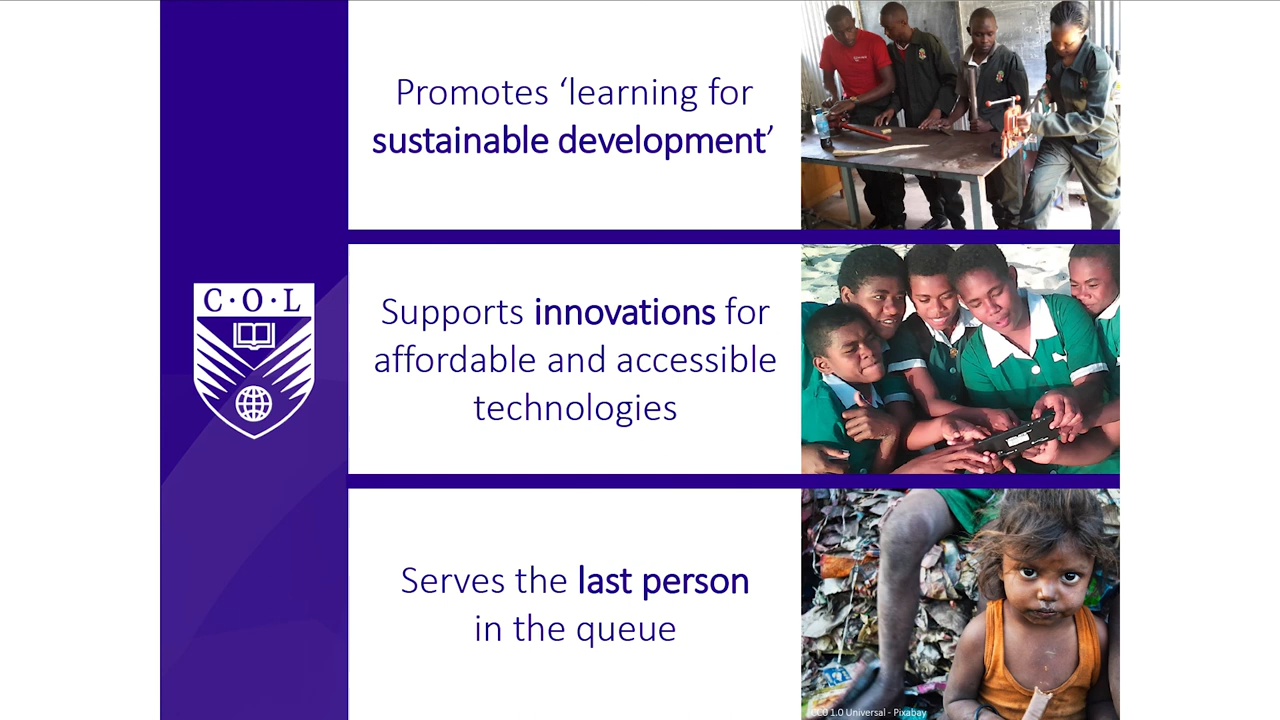 Promotes ‘learning for
sustainable development’
C·O·L
Supports innovations for
affordable and accessible
technologies
Serves the last person
in the queue
CC0 1.0 Universal - Pixabay